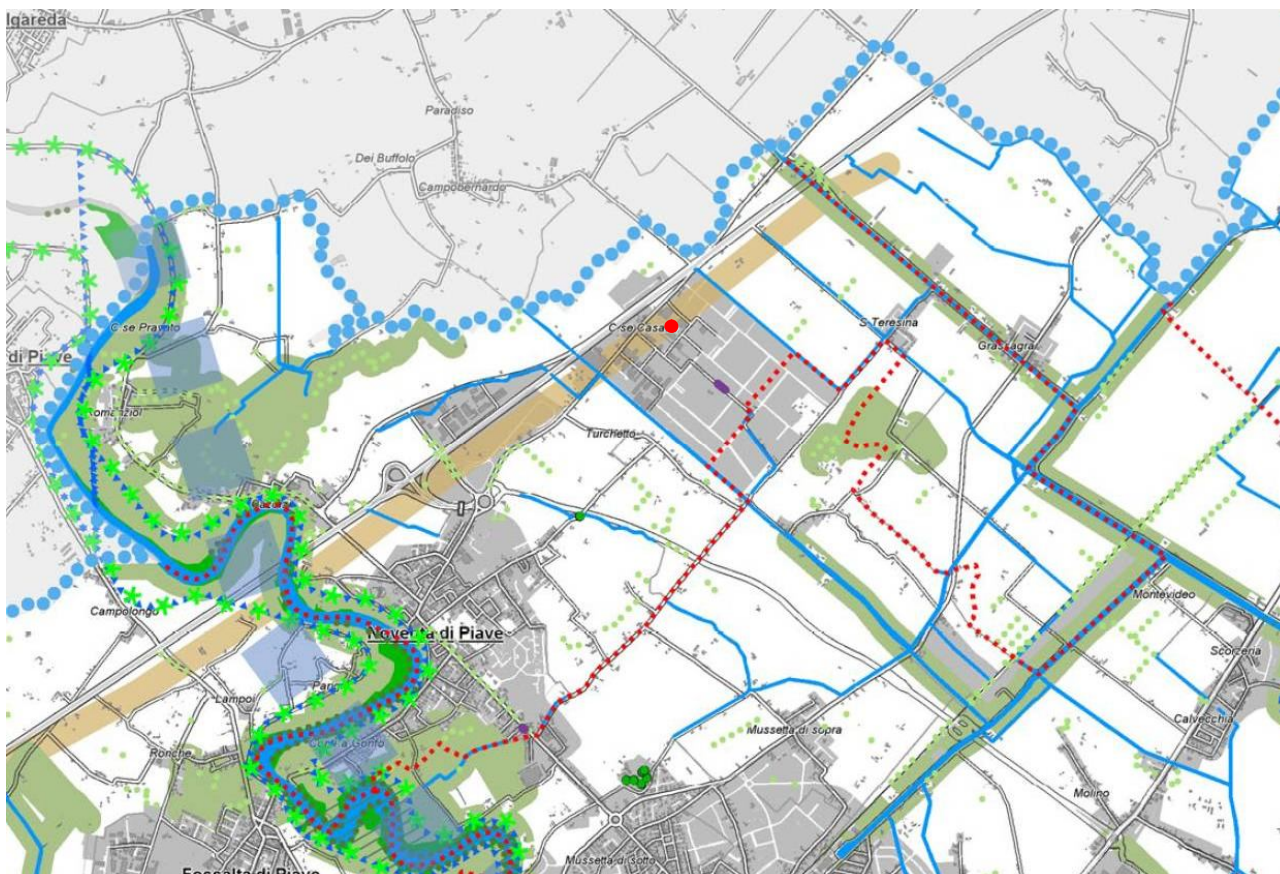 lgareda
Paradiso
Dei Buffolo
Campobernardo
C se Pravato
di Piave
C se Casa
S Teresina
Romanziol
Turchetto
Campolongo
Noventa di Piave
Montevideo
Lampol
Scorzeria
Calvecchia
Mussetta di sopra
Ronche
Molino
Mussetta di sotto
Fossalta di Piave